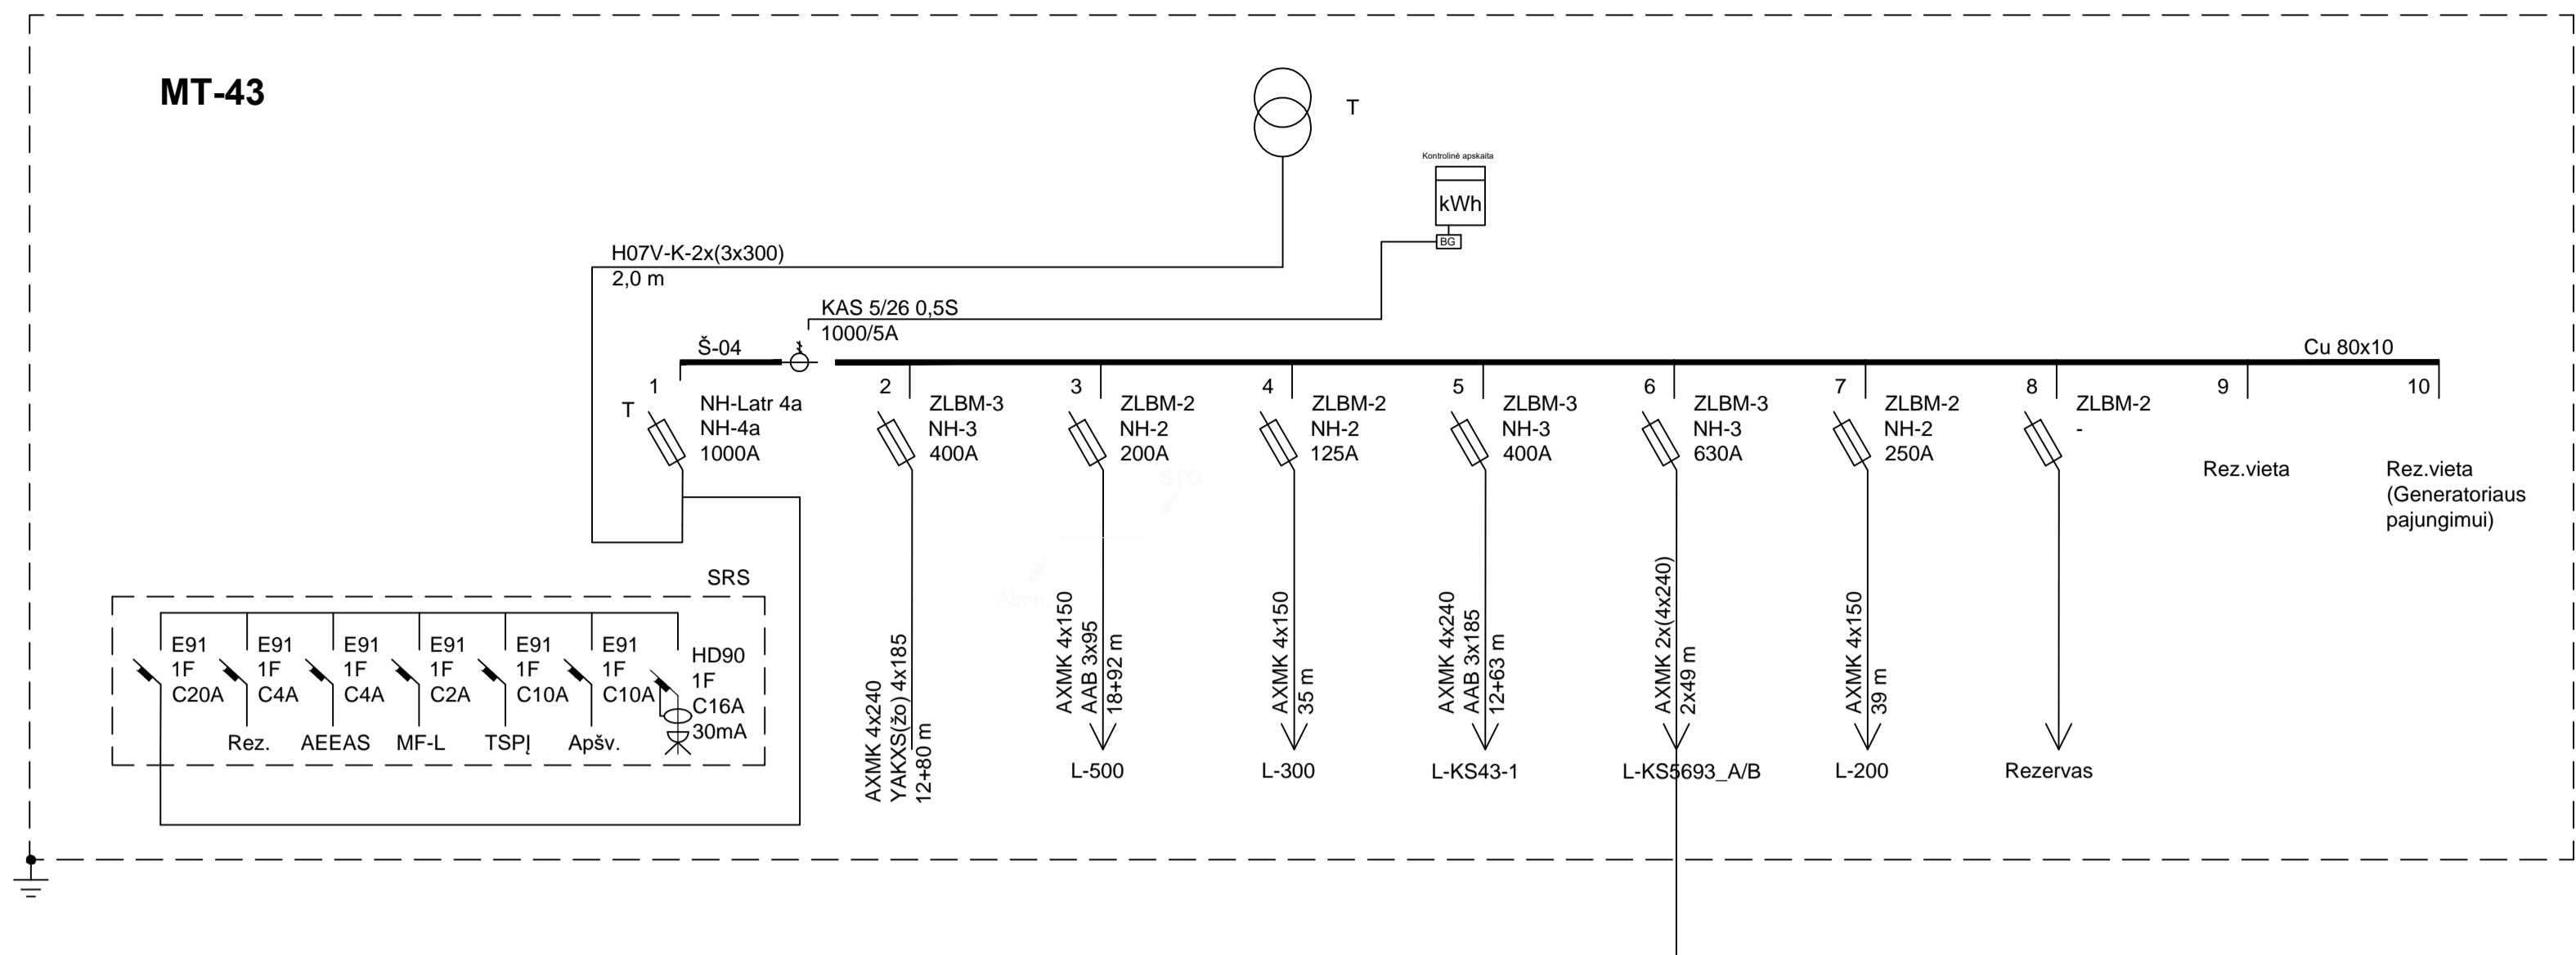 MT-43
T
Kontrolinė apskaita
kWh
BG
H07V-K-2x(3x300)
2,0 m
KAS 5/26 0,5S
1000/5A
Š-04
Cu 80x10
1
T
NH-Latr 4a
NH-4a
1000A
2
ZLBM-3
NH-3
400A
3
ZLBM-2
NH-2
200A
4
ZLBM-2
NH-2
125A
5
ZLBM-3
NH-3
400A
6
ZLBM-3
NH-3
630A
7
ZLBM-2
NH-2
250A
8
ZLBM-2
-
9
Rez.vieta
10
Rez.vieta
(Generatoriaus
pajungimui)
STO
SRS
E91
1F
C20A
E91
1F
C4A
Rez.
E91
1F
C4A
AEEAS
E91
1F
C2A
MF-L
E91
1F
C10A
TSPĮ
E91
1F
C10A
Apšv.
HD90
1F
C16A
30mA
AXMK 4x240
YAKXS(žo) 4x185
12+80 m
AXMK 4x150
AAB 3x95
18+92 m
L-500
AXMK 4x150
35 m
L-300
AXMK 4x240
AAB 3x185
12+63 m
L-KS43-1
AXMK 2x(4x240)
2x49 m
L-KS5693_A/B
AXMK 4x150
39 m
L-200
Rezervas